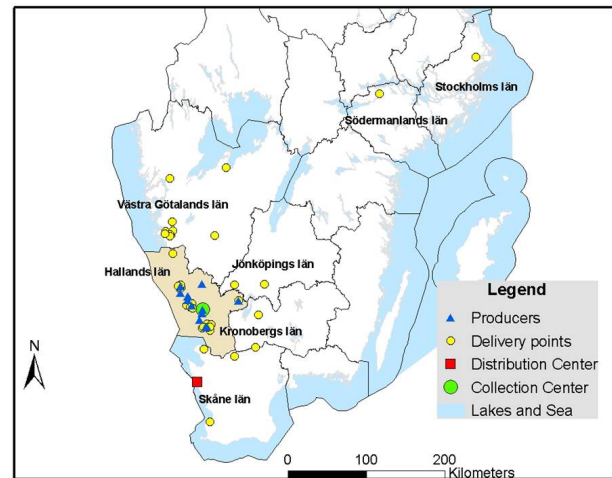 Stockholms län
Södermanlands län
Västra Götalands län
Jönköpings län
Hallands län
Kronobergs län
Skåne län
N
Legend
Producers
Delivery points
Distribution Center
Collection Center
Lakes and Sea
0 100 200
Kilometers